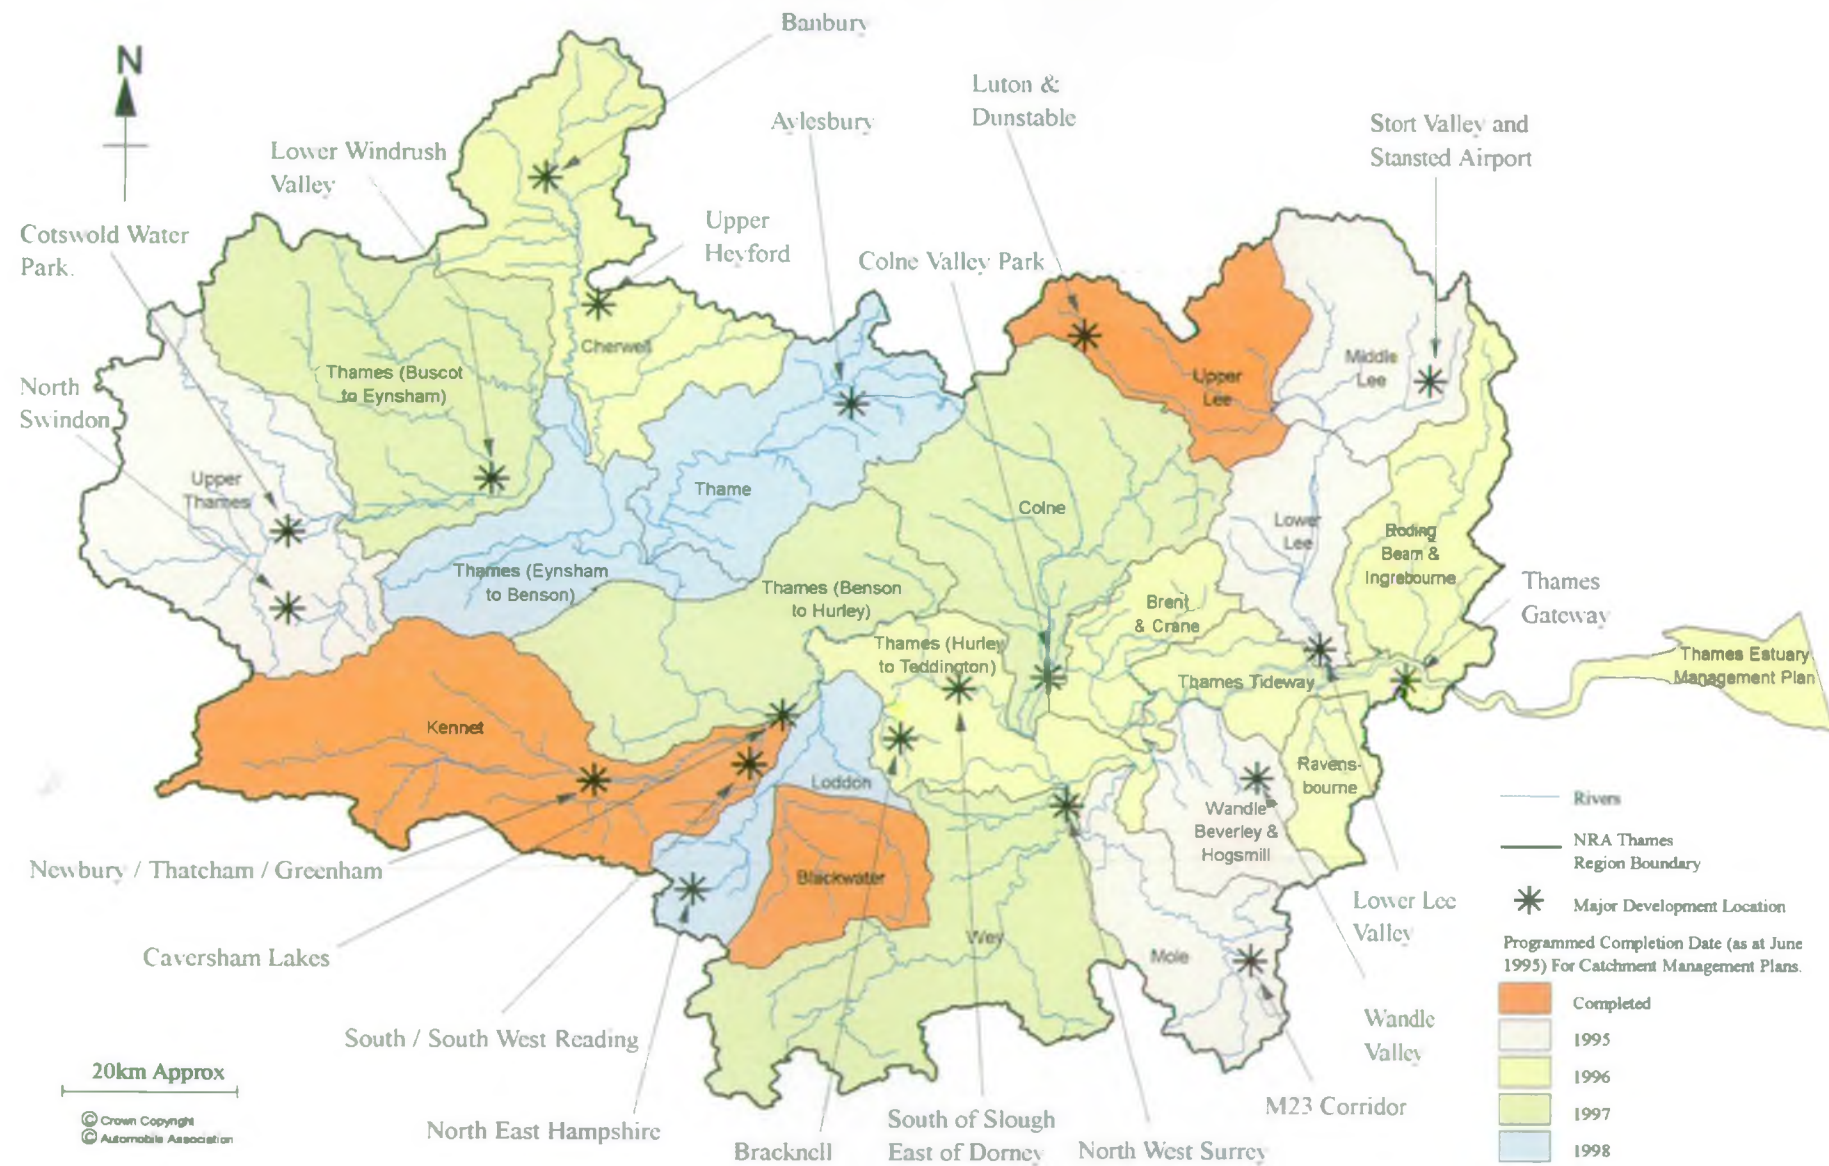 Banbury
N
Luton &
Dunstable
Aylesbury
Stort Valley and
Stansted Airport
Lower Windrush
Valley
Upper
Heyford
Cotswold Water
Park.
Colne Valley Park
Cherwell
Middle
Lee
Thames (Buscot
to Eynsham)
Upper
Lee
North
Swindon
Upper
Thames
Thame
Colne
Lower
Lee
Roding
Beam &
Ingrebourne
Thames (Eynsham
to Benson)
Thames (Benson
to Hurley)
Brent
& Crane
Thames
Gateway
Thames (Hurley
to Teddington)
Thames Tideway
Thames Estuary
Management Plan
Kennet
Loddon
Ravens-
bourne
Wandle
Beverley &
Hogsmill
Rivers
NRA Thames
Region Boundary
Newbury / Thatcham / Greenham
Blackwater
Lower Lee
Valley
Major Development Location
Wey
Mole
Programmed Completion Date (as at June
1995) For Catchment Management Plans.
Caversham Lakes
Completed
Wandle
Valley
South / South West Reading
1995
20km Approx
1996
M23 Corridor
1997
© Crown Copyright
© Automobile Association
North East Hampshire
Bracknell
South of Slough
East of Dorney
North West Surrey
1998